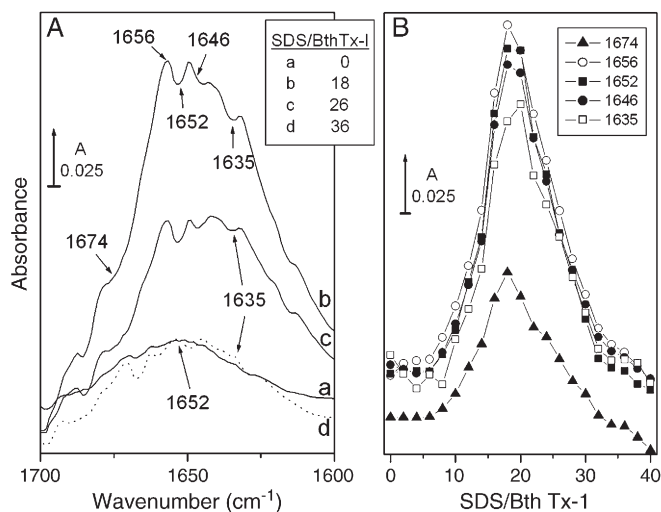 A
1656
1646
SDS/BthTx-I
a 0
b 18
c 26
d 36
1652
1635
A
0.025
1674
1635
b
c
a
d
1652
Absorbance
1700
1650
1600
Wavenumber (cm-1)
B
1674
1656
1652
1646
1635
A
0.025
0
10
20
30
40
SDS/Bth Tx-1